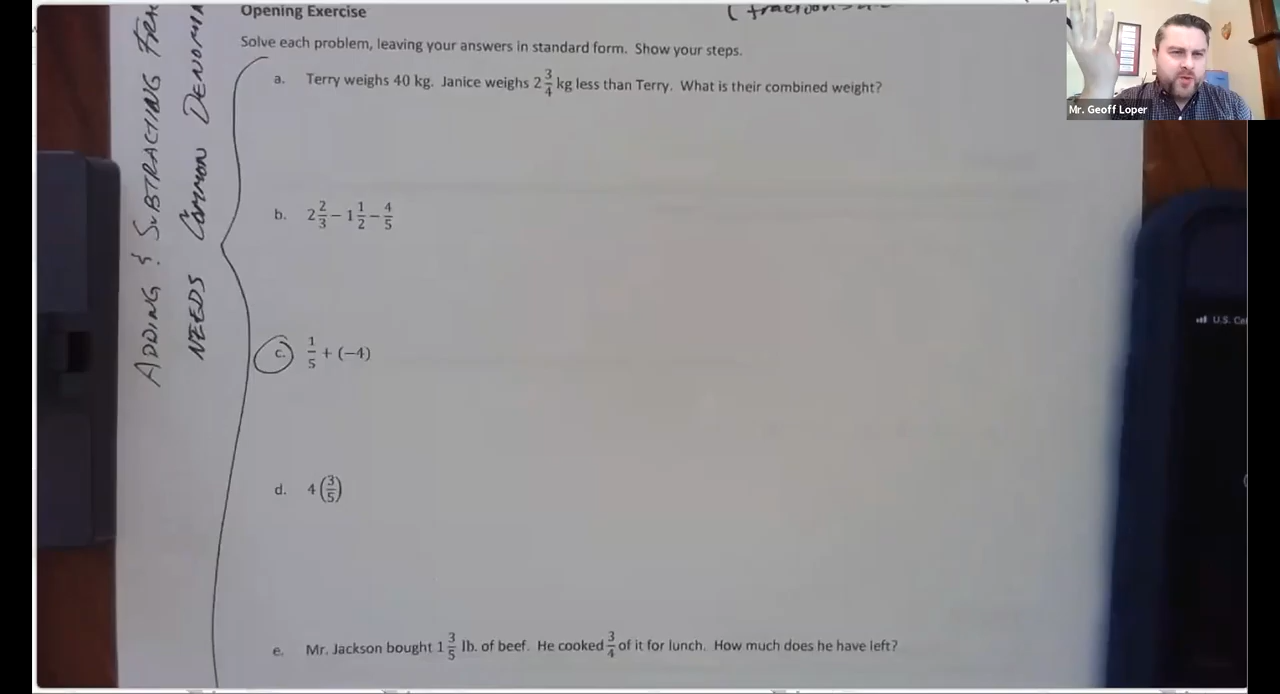 Opening Exercise
Solve each problem, leaving your answers in standard form. Show your steps.
a. Terry weighs 40 kg. Janice weighs 2 3/4 kg less than Terry. What is their combined weight?
b. 2 2/3 − 1 1/2 − 4/5
c. 1/5 + (−4)
d. 4(3/5)
e. Mr. Jackson bought 1 3/5 lb. of beef. He cooked 3/4 of it for lunch. How much does he have left?
ADDING & SUBTRACTING
NEEDS COMMON
Mr. Geoff Loper
U.S.